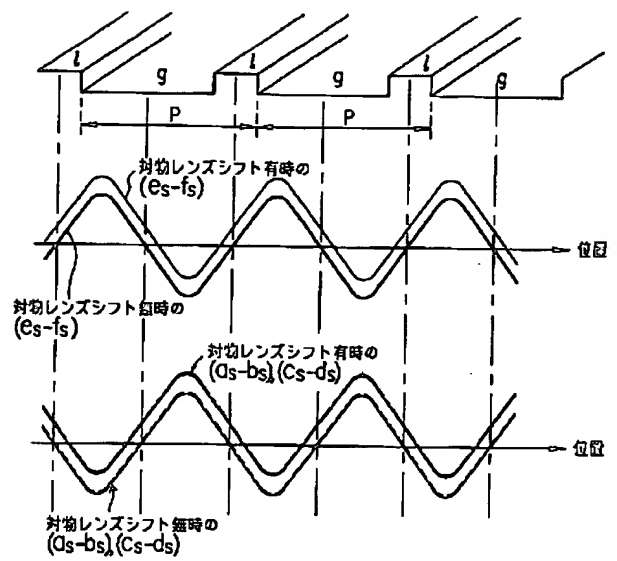 l l l
g g g
P P
対物レンズシフト有時の
(es-fs)
位置
対物レンズシフト無時の
(es-fs)
対物レンズシフト有時の
(as-bs),(cs-ds)
位置
対物レンズシフト無時の
(as-bs),(cs-ds)